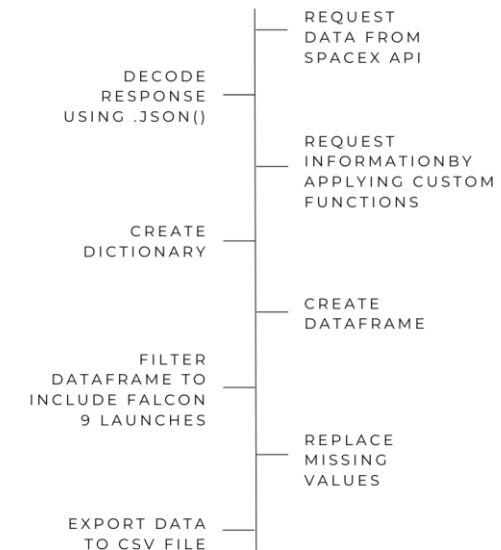 REQUEST
DATA FROM
SPACEX API
DECODE
RESPONSE
USING .JSON()
REQUEST
INFORMATIONBY
APPLYING CUSTOM
FUNCTIONS
CREATE
DICTIONARY
CREATE
DATAFRAME
FILTER
DATAFRAME TO
INCLUDE FALCON
9 LAUNCHES
REPLACE
MISSING
VALUES
EXPORT DATA
TO CSV FILE